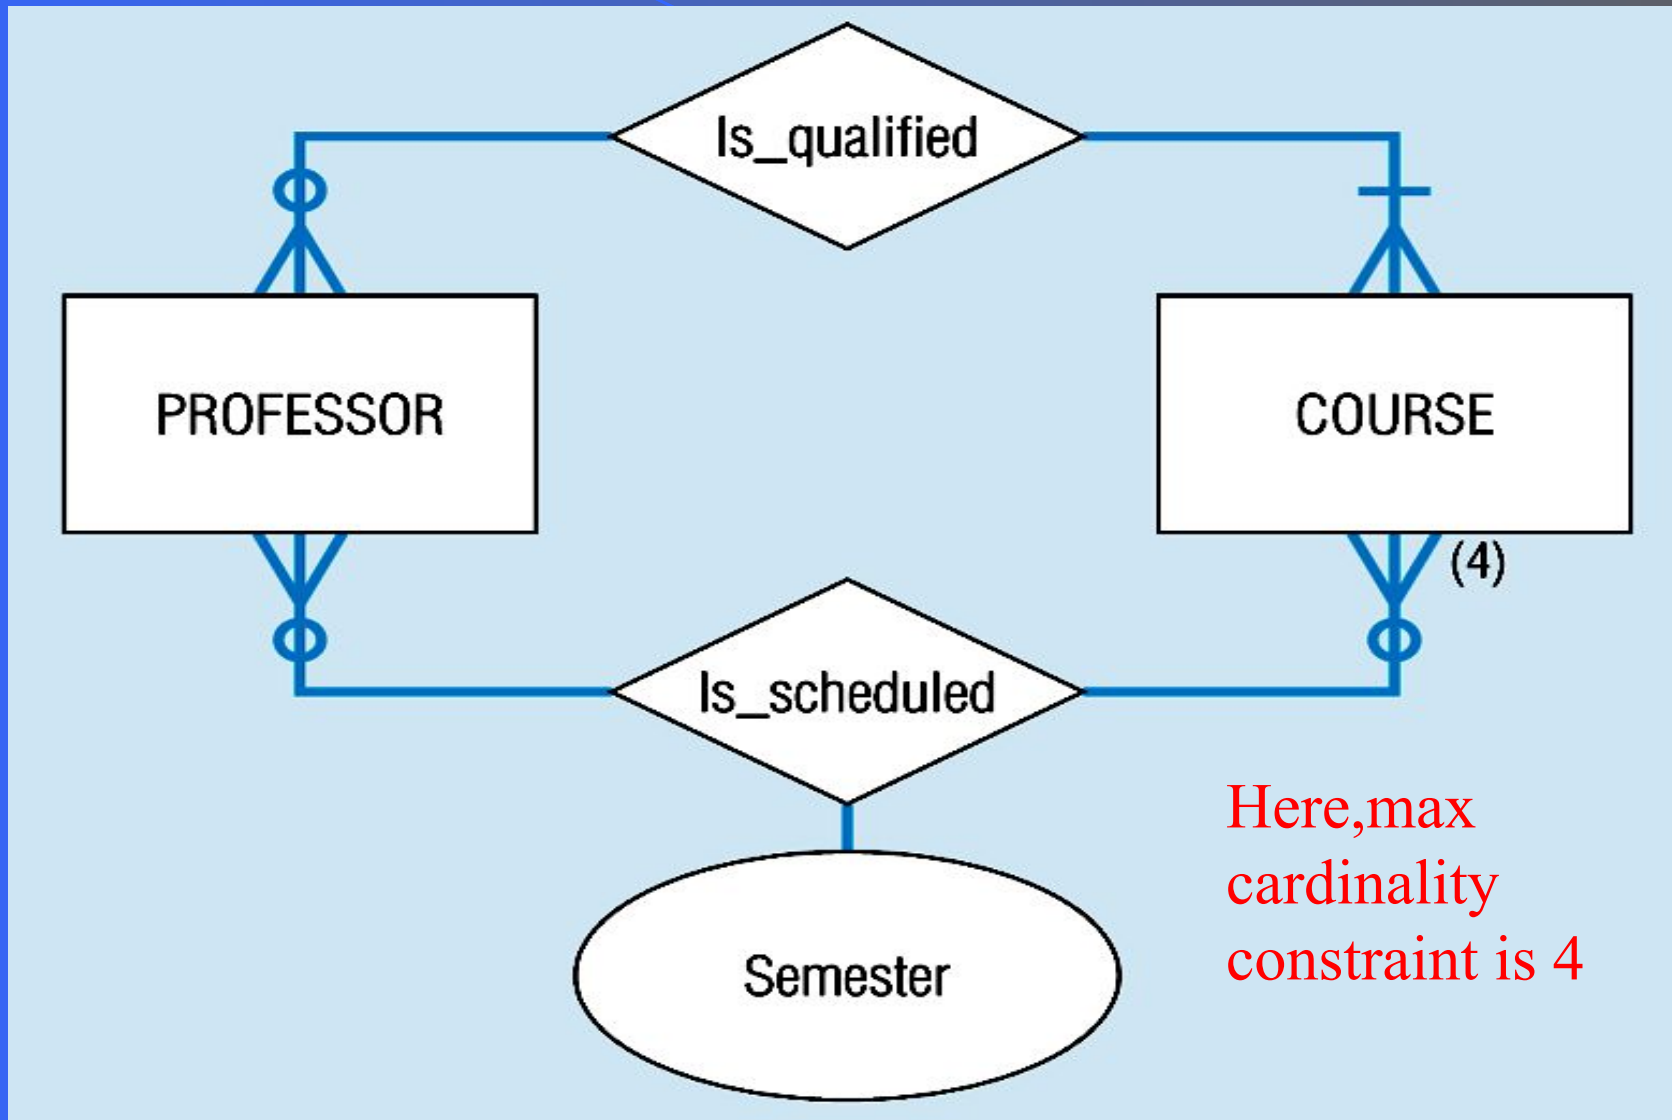 Is_qualified
PROFESSOR
COURSE
(4)
Is_scheduled
Here,max
cardinality
constraint is 4
Semester